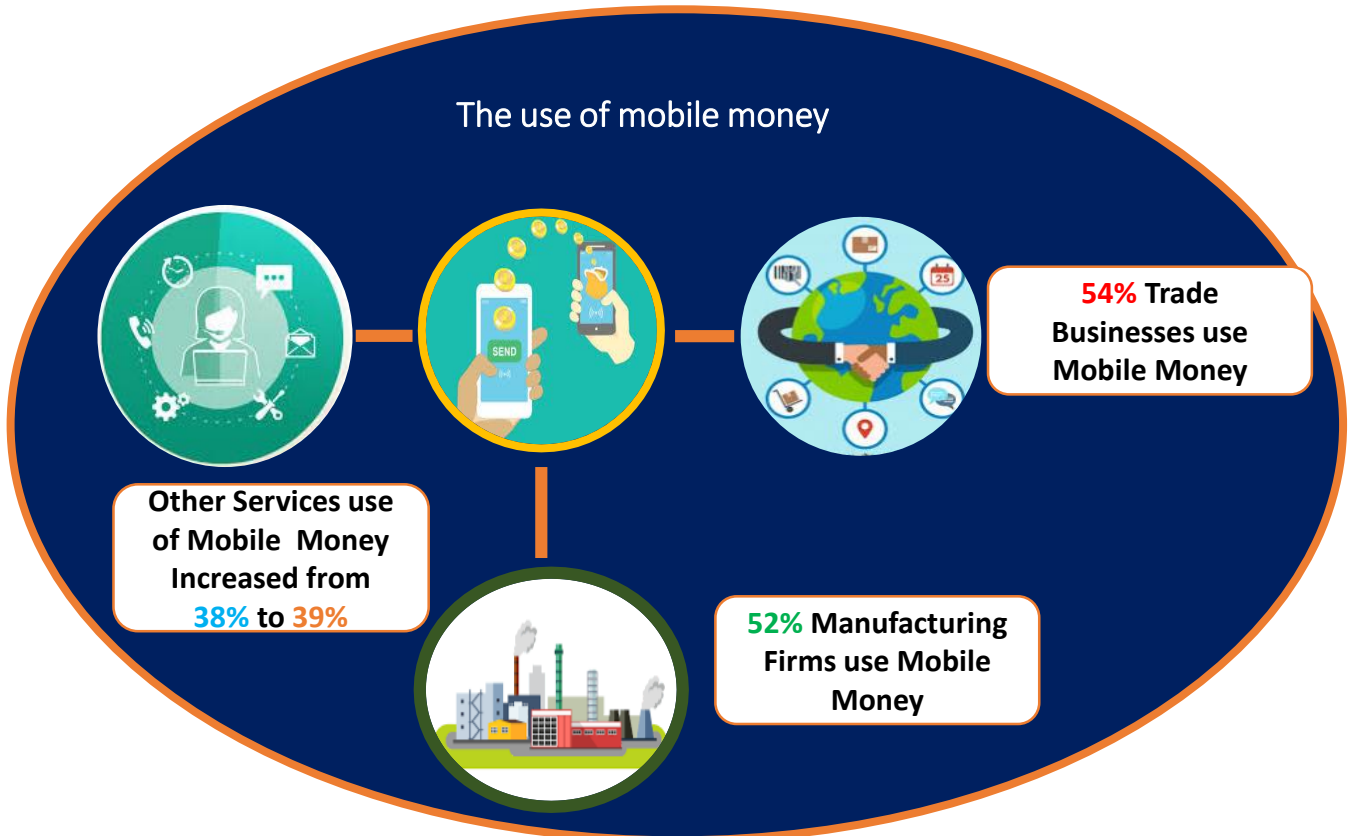 The use of mobile money
SEND
25
54% Trade
Businesses use
Mobile Money
Other Services use
of Mobile  Money
Increased from
38% to 39%
52% Manufacturing
Firms use Mobile
Money